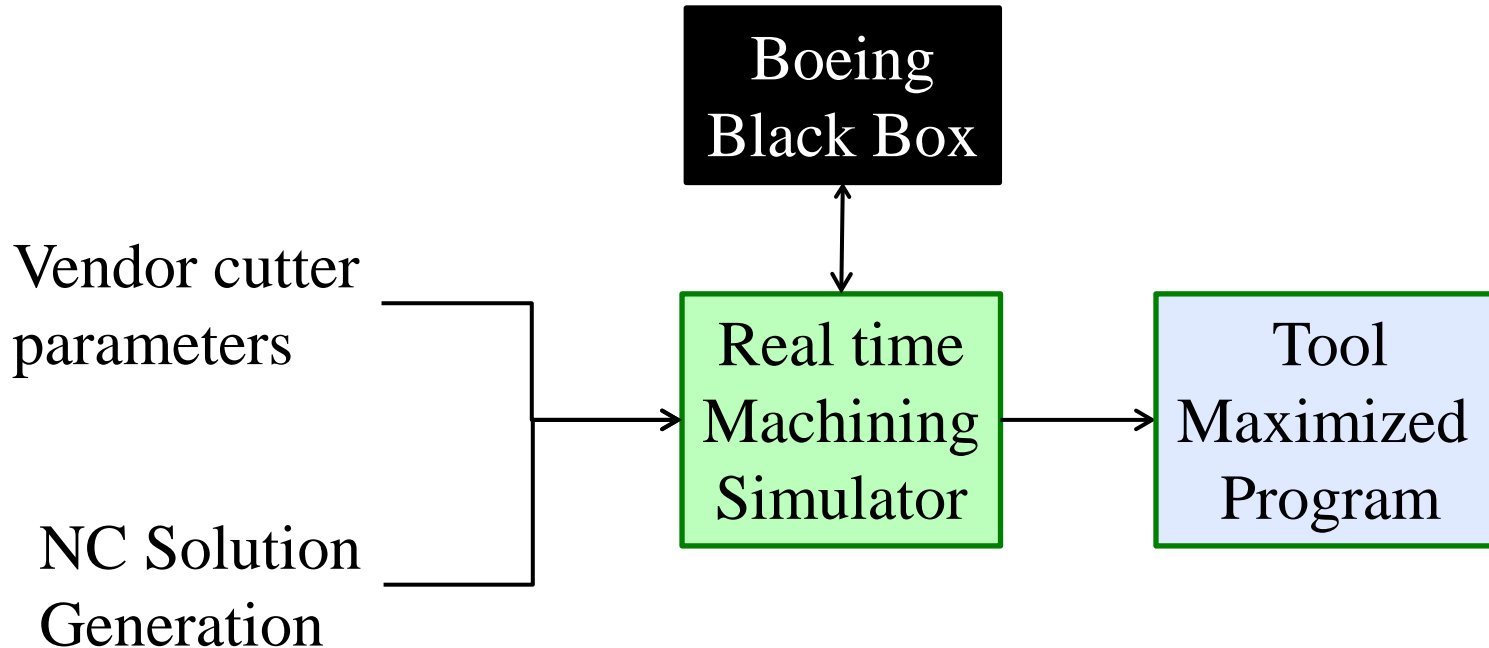 Boeing
Black Box
Vendor cutter
parameters
NC Solution
Generation
Real time
Machining
Simulator
Tool
Maximized
Program